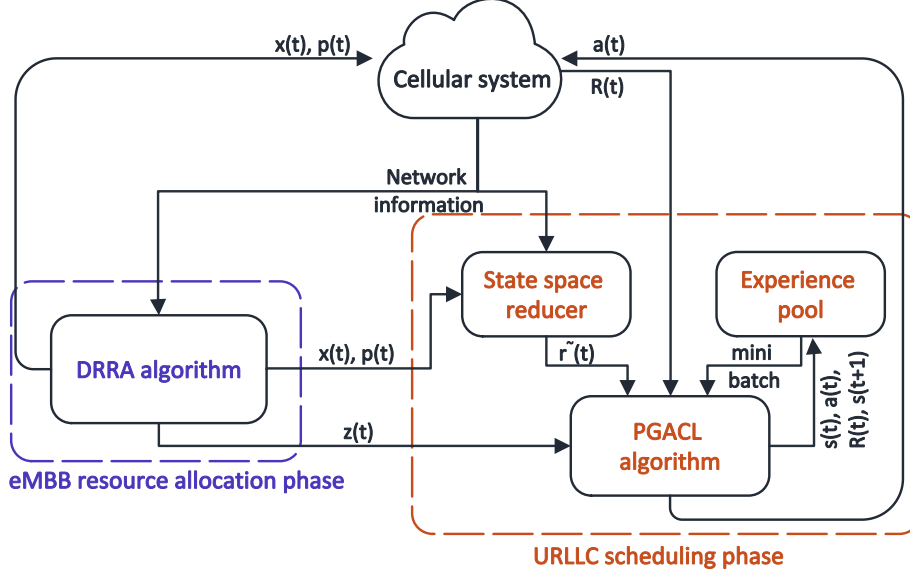 x(t), p(t)
a(t)
Cellular system
R(t)
Network
information
State space
reducer
Experience
pool
x(t), p(t)
r˜(t)
mini
batch
DRRA algorithm
s(t), a(t),
R(t), s(t+1)
z(t)
PGACL
algorithm
eMBB resource allocation phase
URLLC scheduling phase